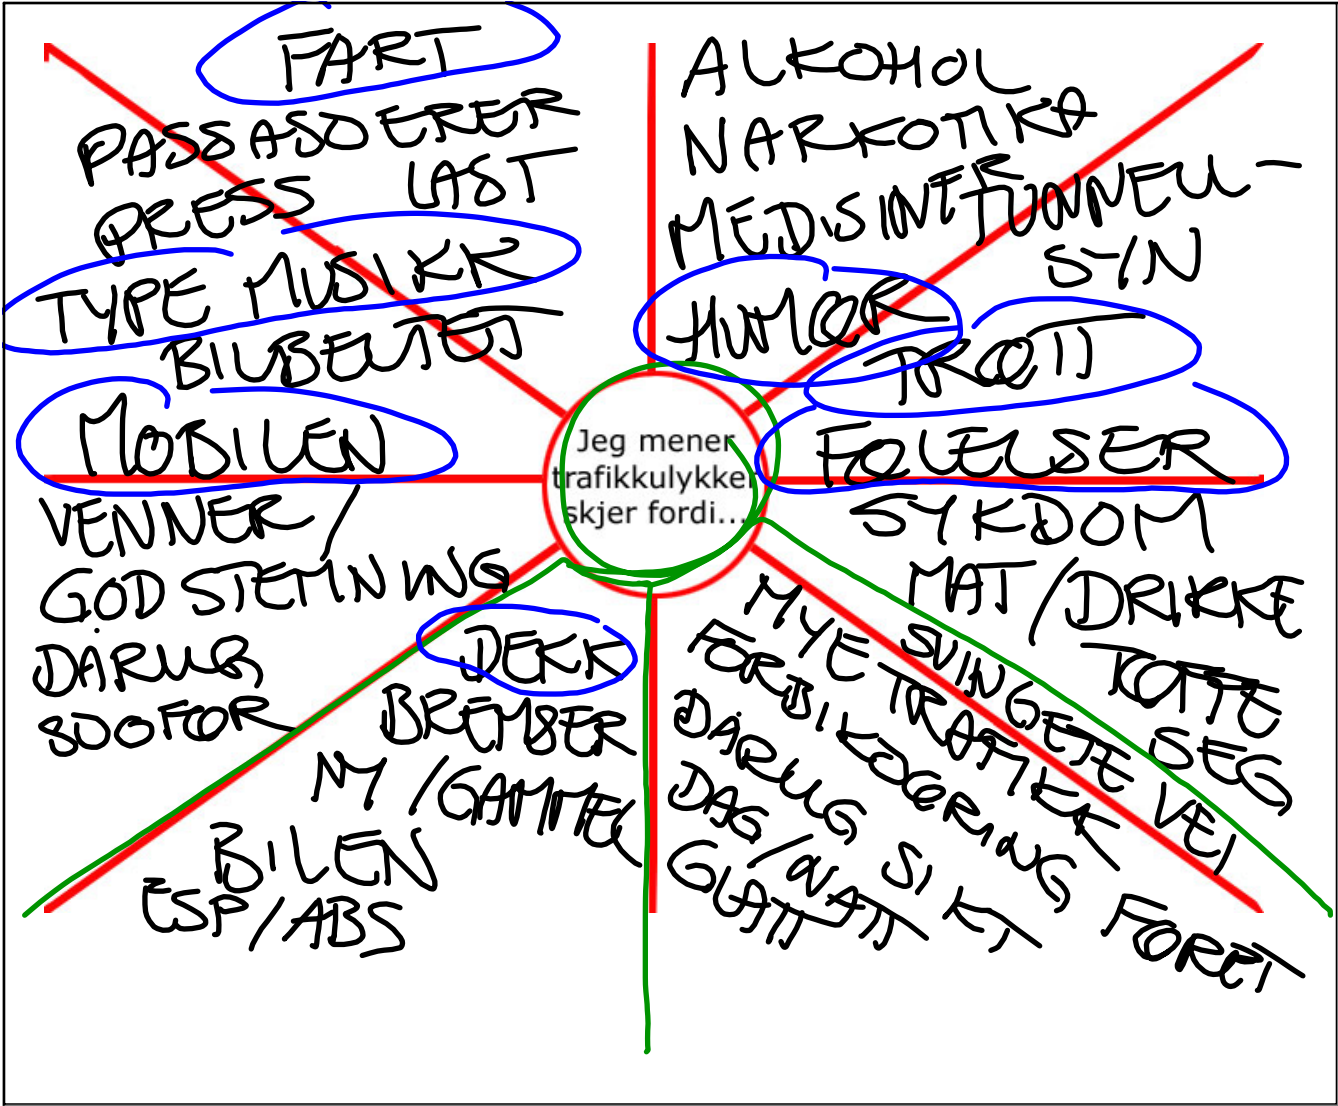 FART
PASSASJERER
PRESS LAST
TYPE MUSIKK
BILBELTET
MOBILEN
VENNER/
GOD STEMNING
DÅRLIG
SJÅFØR
ALKOHOL
NARKOTIKA
MEDISINER
TUNNELL-
SYN
HUMØR
TRØTT
FØLELSER
SYKDOM
MAT/DRIKKE
KOFTE
SEG
Jeg mener
trafikkulykker
skjer fordi...
DEKK
BREMSER
NY/GAMMEL
BILEN
ESP/ABS
SVINGETE VEI
MYE TRAFIKK
FORBIKJØRING
DÅRLIG SIKT
DAG/NATT
GLATT
FØRET